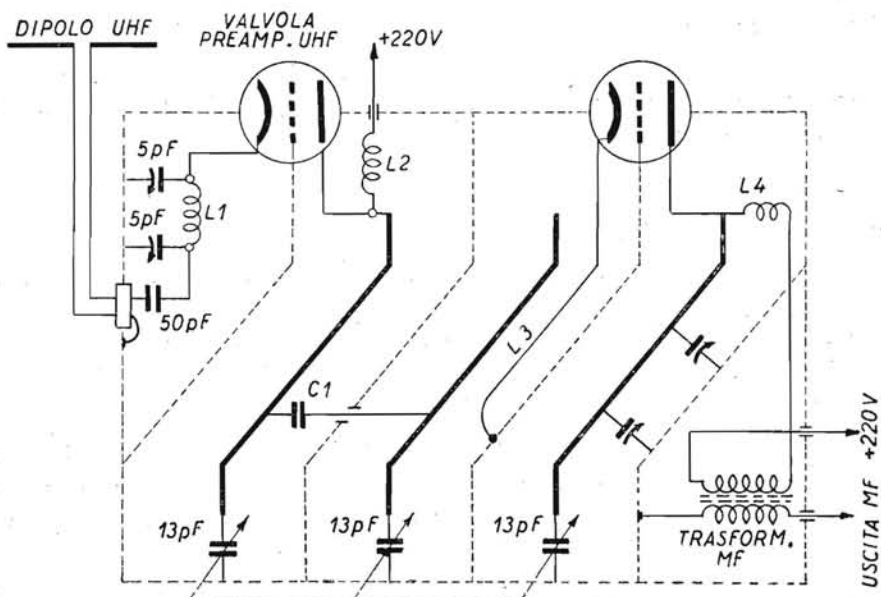 DIPOLO UHF
VALVOLA
PREAMP. UHF
+220V
5pF
L2
L4
5pF
L1
50pF
L3
C1
13pF
13pF
13pF
TRASFORM.
MF
USCITA MF +220V